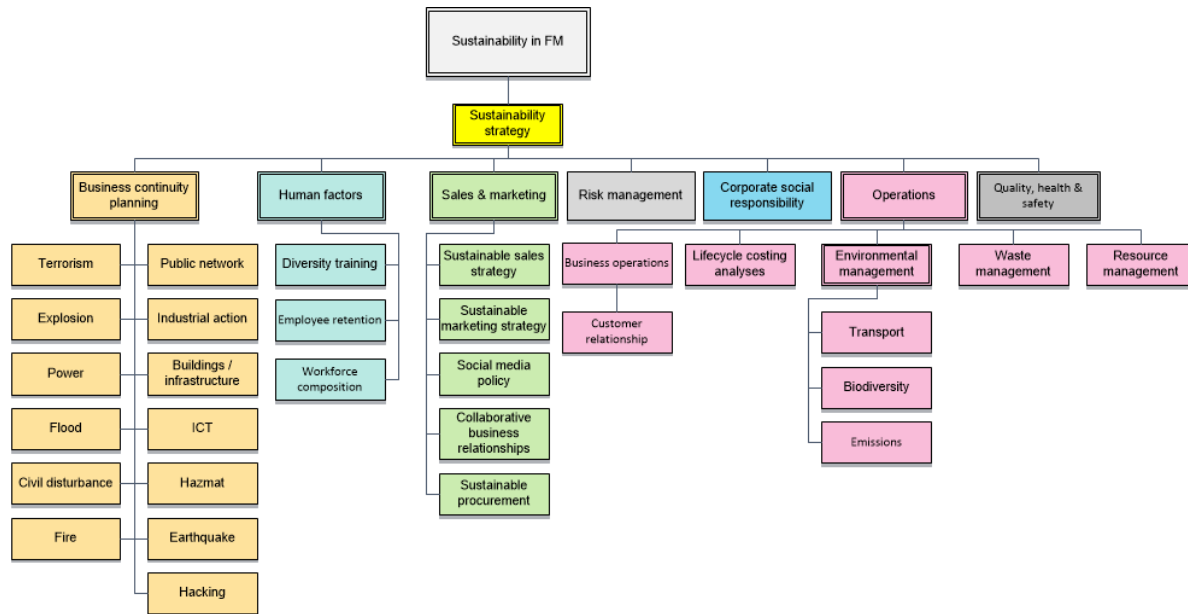 Sustainability in FM
Sustainability
strategy
Business continuity
planning
Human factors
Sales & marketing
Risk management
Corporate social
responsibility
Operations
Quality, health &
safety
Terrorism
Public network
Explosion
Industrial action
Power
Buildings /
infrastructure
Flood
ICT
Civil disturbance
Hazmat
Fire
Earthquake
Hacking
Diversity training
Employee retention
Workforce
composition
Sustainable sales
strategy
Sustainable
marketing strategy
Social media
policy
Collaborative
business
relationships
Sustainable
procurement
Business operations
Customer
relationship
Lifecycle costing
analyses
Environmental
management
Transport
Biodiversity
Emissions
Waste
management
Resource
management